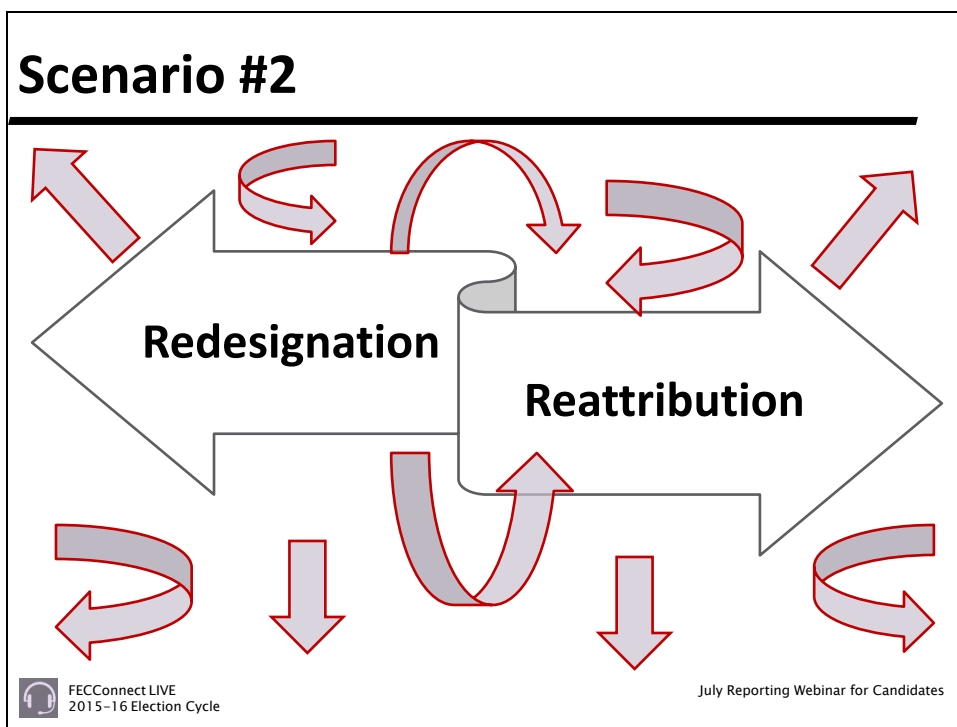 Scenario #2
Redesignation
Reattribution
FECConnect LIVE
2015-16 Election Cycle
July Reporting Webinar for Candidates